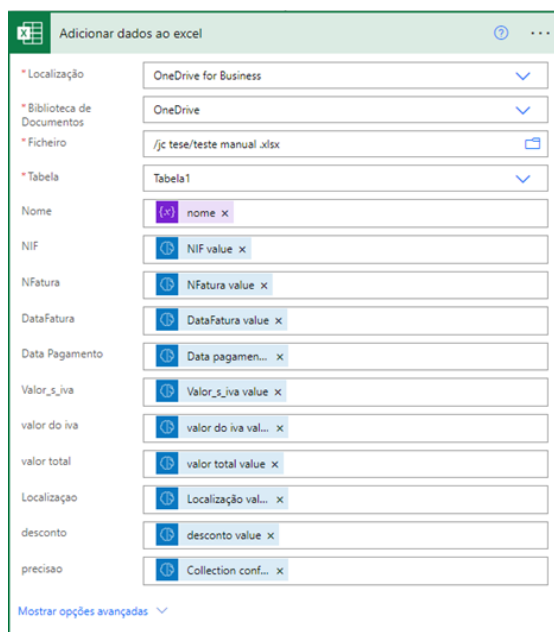 Adicionar dados ao excel
* Localização OneDrive for Business
* Biblioteca de Documentos OneDrive
* Ficheiro /jc tese/teste manual .xlsx
* Tabela Tabela1
Nome {x} nome ×
NIF NIF value ×
NFatura NFatura value ×
DataFatura DataFatura value ×
Data Pagamento Data pagamen... ×
Valor_s_iva Valor_s_iva value ×
valor do iva valor do iva val... ×
valor total valor total value ×
Localizaçao Localização val... ×
desconto desconto value ×
precisao Collection conf... ×
Mostrar opções avançadas